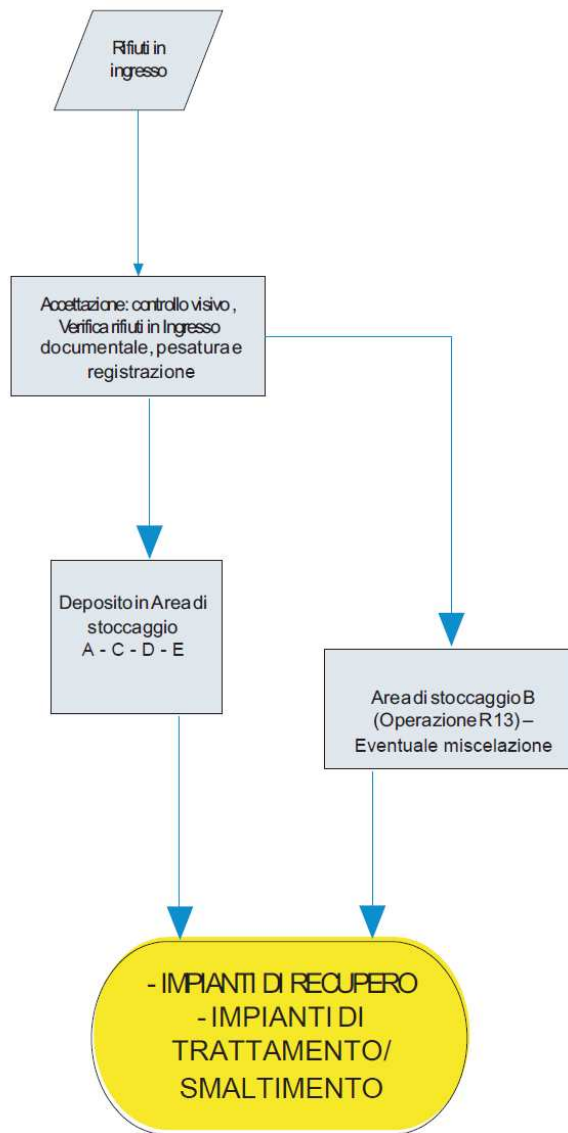 Rifiuti in
ingresso
Accettazione: controllo visivo ,
Verifica rifiuti in Ingresso
documentale, pesatura e
registrazione
Deposito in Area di
stoccaggio
A - C - D - E
Area di stoccaggio B
(Operazione R13) –
Eventuale miscelazione
- IMPIANTI DI RECUPERO
- IMPIANTI DI
TRATTAMENTO/
SMALTIMENTO